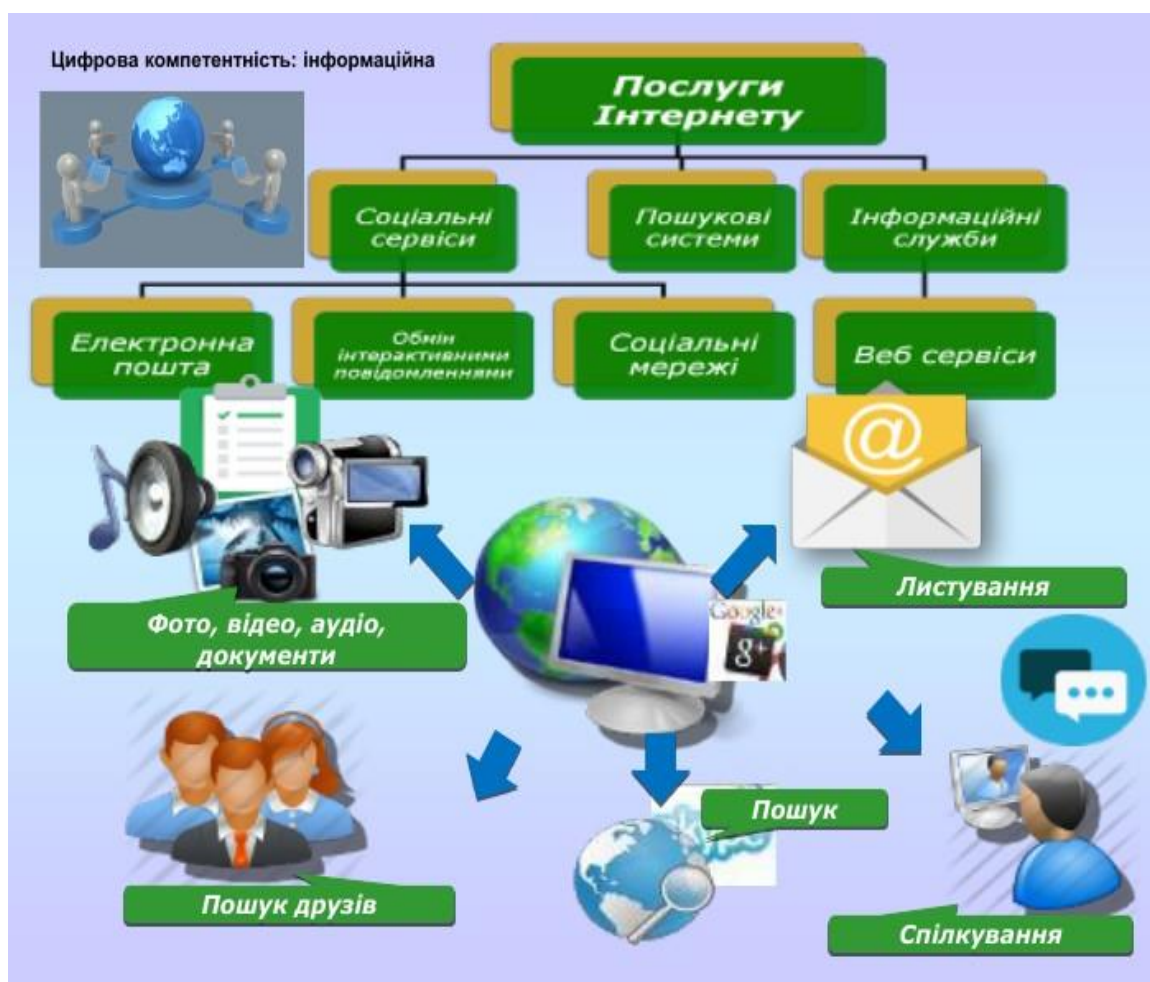 Цифрова компетентність: інформаційна
Послуги
Інтернету
Соціальні
сервіси
Пошукові
системи
Інформаційні
служби
Електронна
пошта
Обмін
інтерактивними
повідомленнями
Соціальні
мережі
Веб сервіси
@
Листування
Фото, відео, аудіо,
документи
Google+
g+
Пошук
Пошук друзів
Спілкування